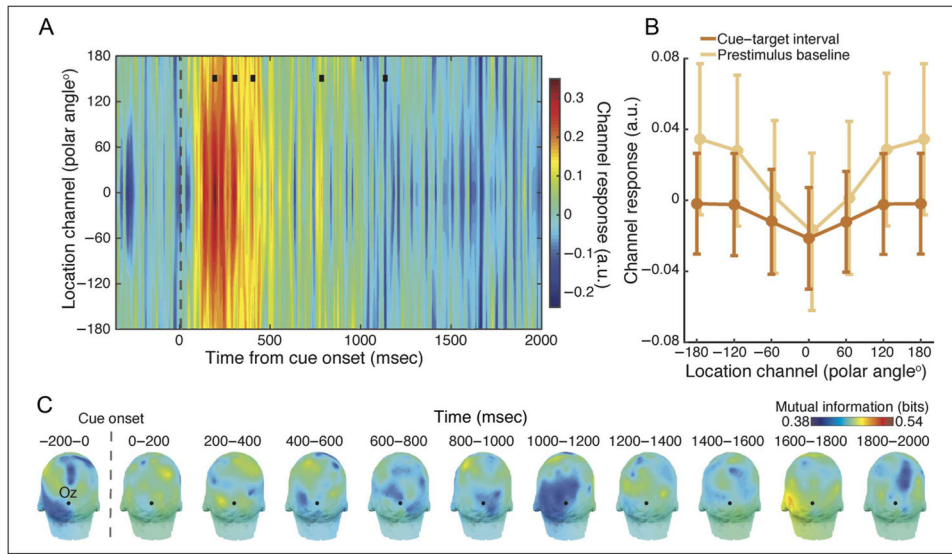 A
180
120
60
0
−60
−120
−180
Location channel (polar angle°)
0
500
1000
1500
2000
Time from cue onset (msec)
0.3
0.2
0.1
0
−0.1
−0.2
Channel response (a.u.)
B
Cue−target interval
Prestimulus baseline
0.08
0.04
0
−0.04
−0.08
Channel response (a.u.)
−180 −120 −60 0 60 120 180
Location channel (polar angle°)
C
Cue onset
Time (msec)
Mutual information (bits)
0.38 0.54
−200−0 0−200 200−400 400−600 600−800 800−1000 1000−1200 1200−1400 1400−1600 1600−1800 1800−2000
Oz